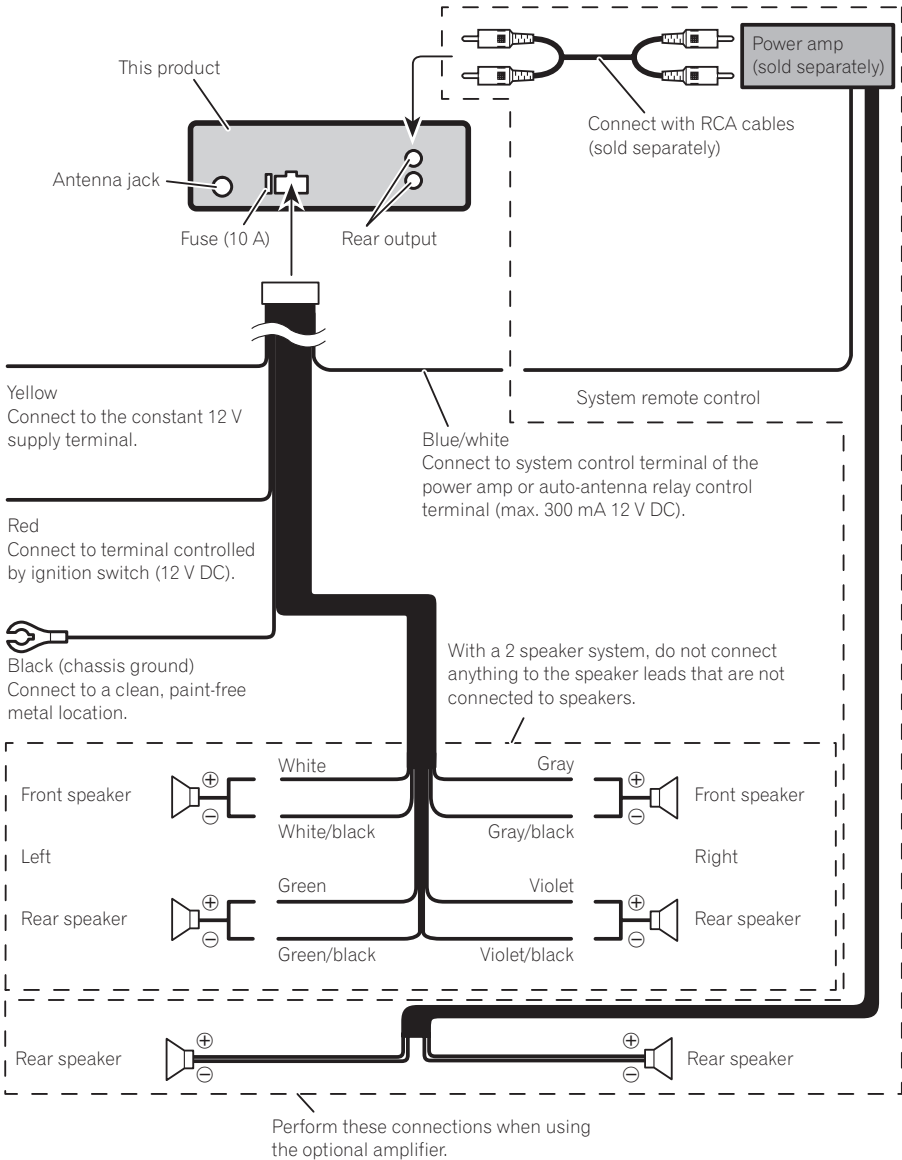 Power amp
(sold separately)
This product
Connect with RCA cables
(sold separately)
Antenna jack
Fuse (10 A)
Rear output
Yellow
Connect to the constant 12 V
supply terminal.
System remote control
Blue/white
Connect to system control terminal of the
power amp or auto-antenna relay control
terminal (max. 300 mA 12 V DC).
Red
Connect to terminal controlled
by ignition switch (12 V DC).
Black (chassis ground)
Connect to a clean, paint-free
metal location.
With a 2 speaker system, do not connect
anything to the speaker leads that are not
connected to speakers.
White
Gray
⊕
⊕
Front speaker
Front speaker
⊖
⊖
White/black
Gray/black
Left
Right
Green
Violet
⊕
⊕
Rear speaker
Rear speaker
⊖
⊖
Green/black
Violet/black
⊕
⊕
Rear speaker
Rear speaker
⊖
⊖
Perform these connections when using
the optional amplifier.